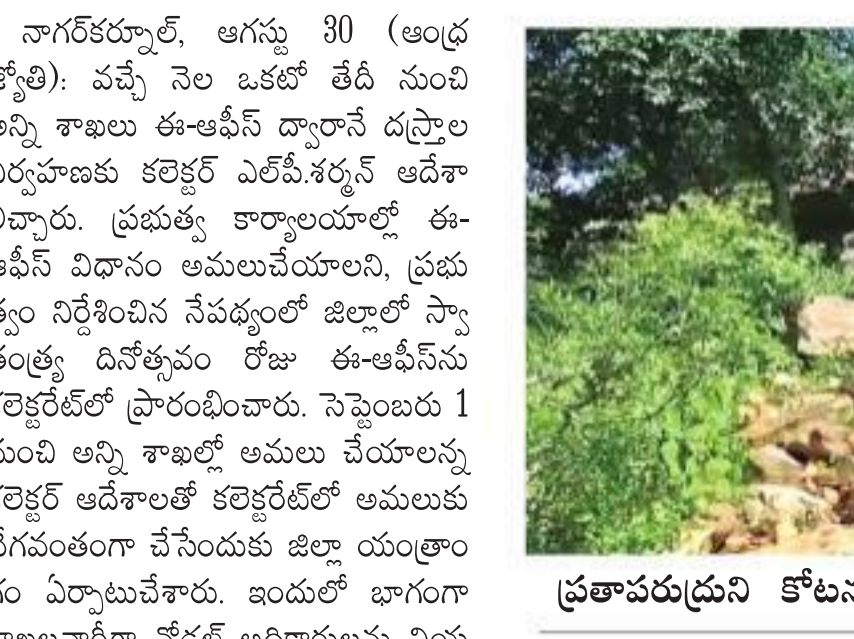 నాగర్‌కర్నూల్, ఆగస్టు 30 (ఆంధ్ర
జ్యోతి): వచ్చే నెల ఒకటో తేదీ నుంచి
అన్ని శాఖలు ఈ-ఆఫీస్ ద్వారానే దస్త్రాల
నిర్వహణకు కలెక్టర్ ఎల్‌పీ.శర్మన్ ఆదేశా
లిచ్చారు. ప్రభుత్వ కార్యాలయాల్లో ఈ-
ఆఫీస్ విధానం అమలుచేయాలని, ప్రభు
త్వం నిర్దేశించిన నేపథ్యంలో జిల్లాలో స్వా
తంత్ర్య దినోత్సవం రోజు ఈ-ఆఫీస్‌ను
కలెక్టరేట్‌లో ప్రారంభించారు. సెప్టెంబరు 1
నుంచి అన్ని శాఖల్లో అమలు చేయాలన్న
కలెక్టర్ ఆదేశాలతో కలెక్టరేట్‌లో అమలుకు
వేగవంతంగా చేసేందుకు జిల్లా యంత్రాం
గం ఏర్పాటుచేశారు. ఇందులో భాగంగా
ప్రతాపరుద్రుని